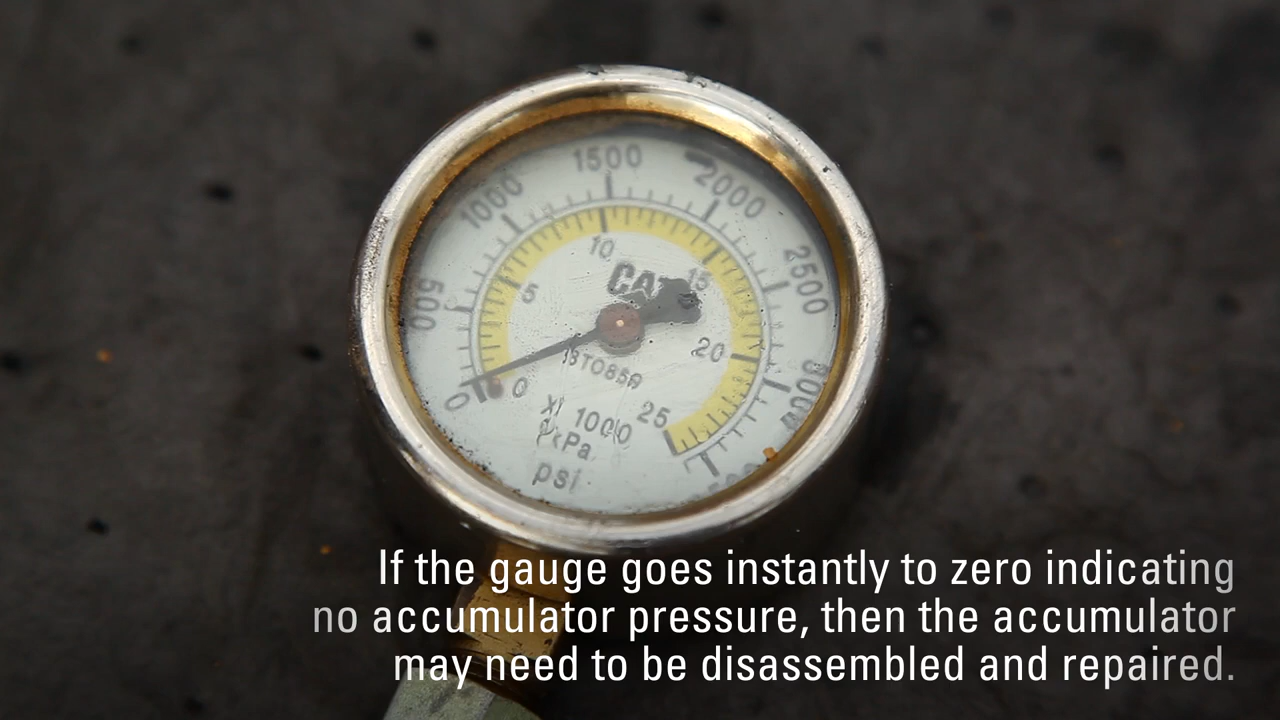 1500
1000
2000
500
2500
10
5
15
CAT
20
0
0
25
x 1000
kPa
psi
If the gauge goes instantly to zero indicating
no accumulator pressure, then the accumulator
may need to be disassembled and repaired.